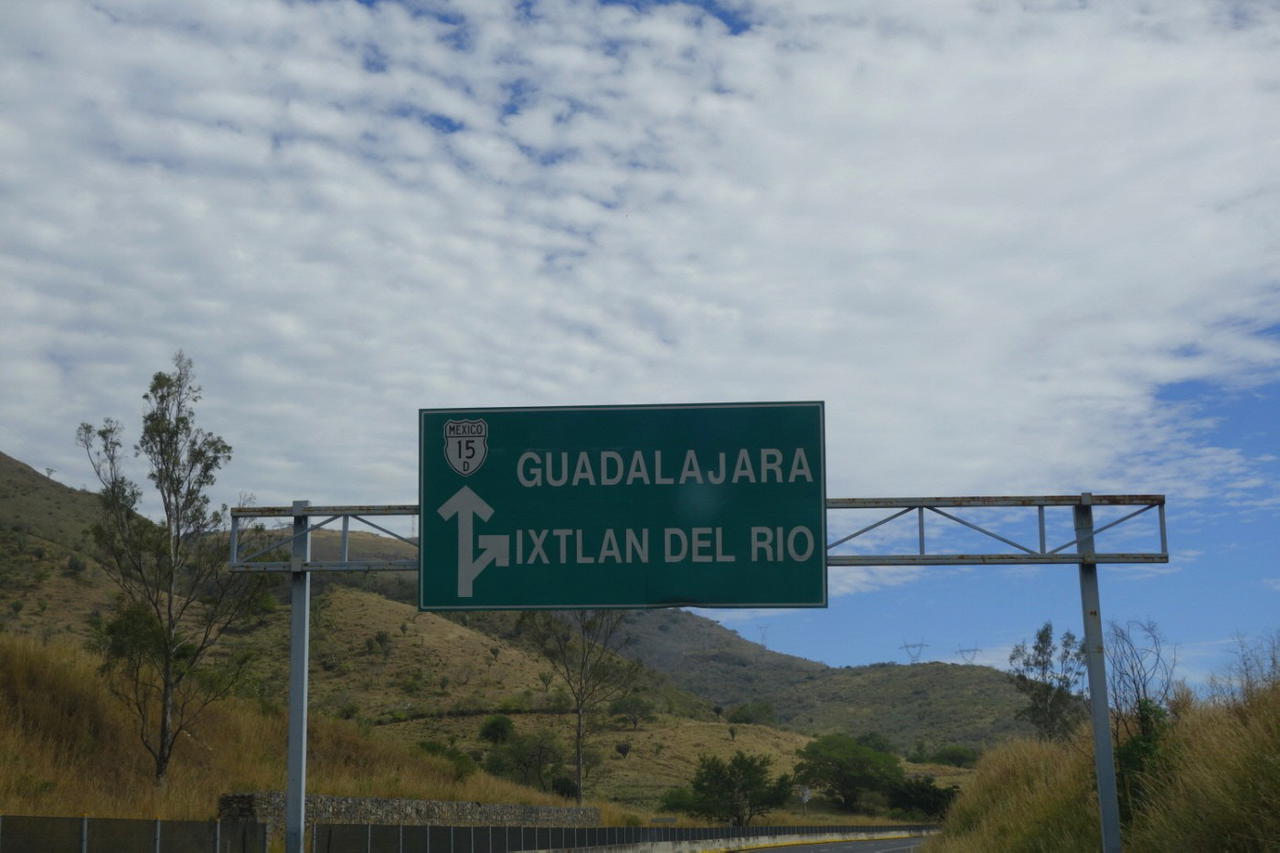 MEXICO
15
D
GUADALAJARA
IXTLAN DEL RIO